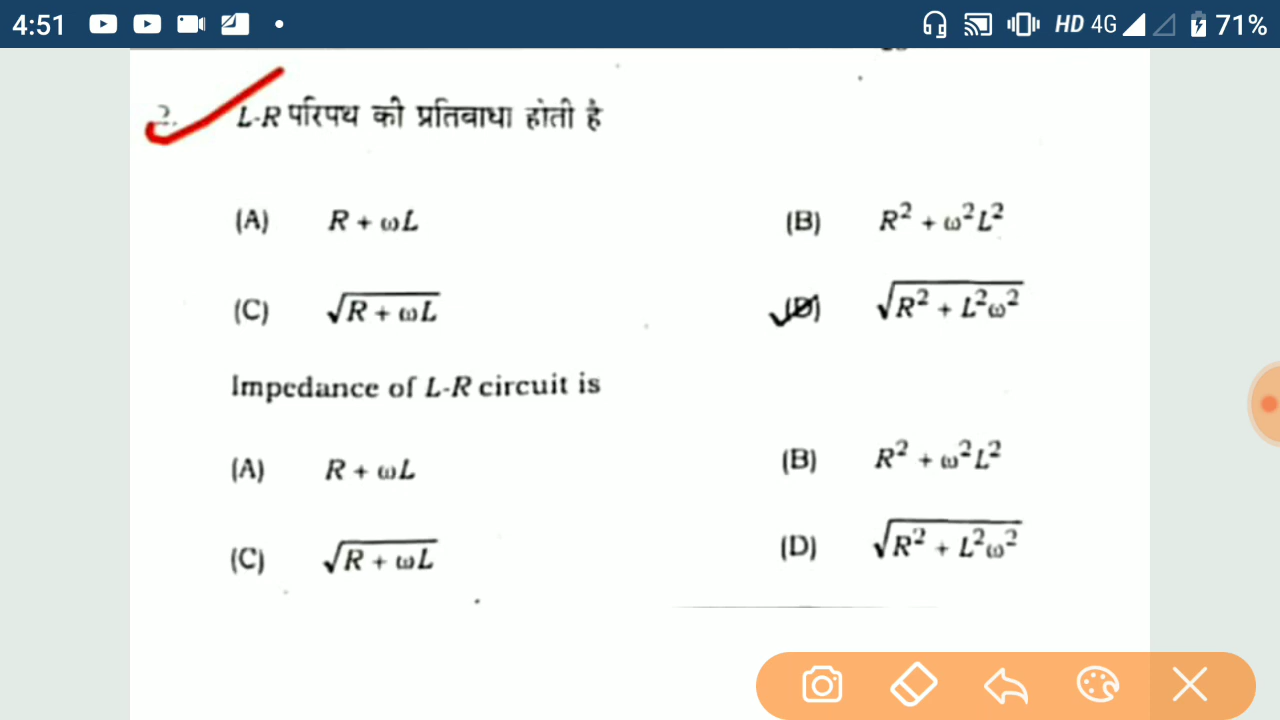 4:51 HD 4G 71%
2. L-R परिपथ की प्रतिबाधा होती है
(A) R + ωL (B) R² + ω²L²
(C) √(R + ωL) (D) √(R² + L²ω²)
Impedance of L-R circuit is
(A) R + ωL (B) R² + ω²L²
(C) √(R + ωL) (D) √(R² + L²ω²)